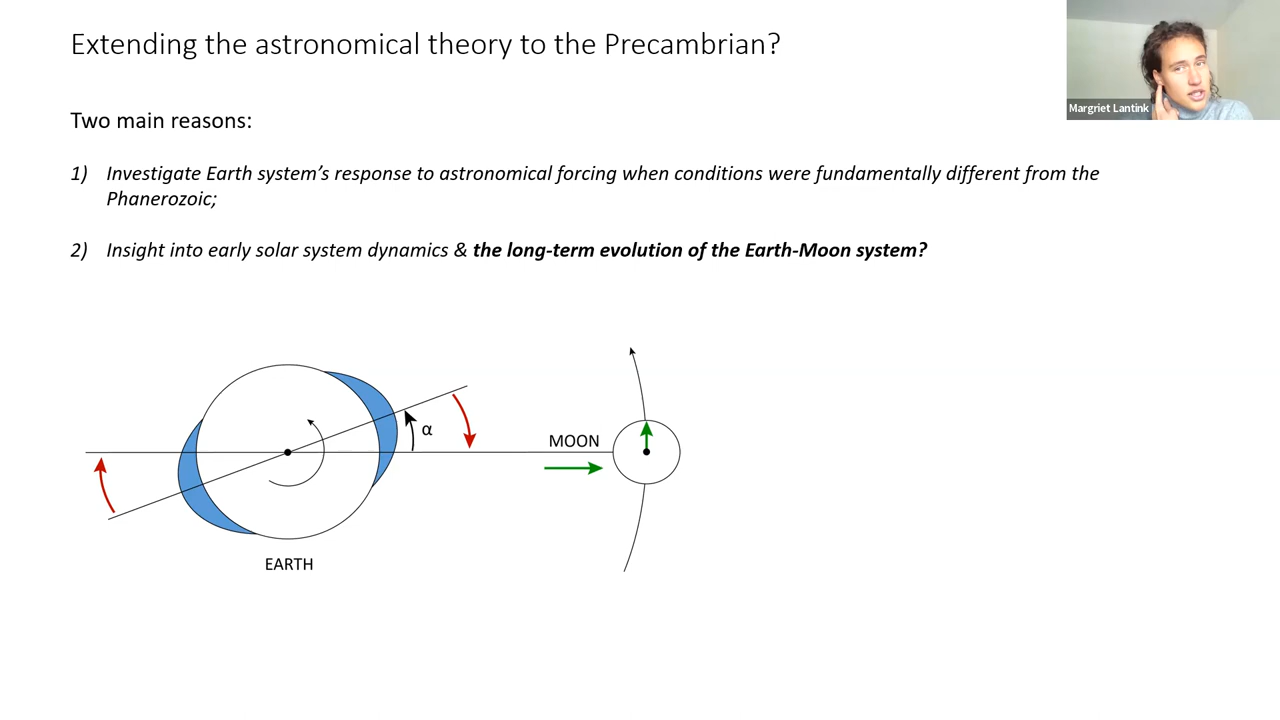 Extending the astronomical theory to the Precambrian?
Margriet Lantink
Two main reasons:
1) Investigate Earth system’s response to astronomical forcing when conditions were fundamentally different from the
Phanerozoic;
2) Insight into early solar system dynamics & the long-term evolution of the Earth-Moon system?
α
MOON
EARTH